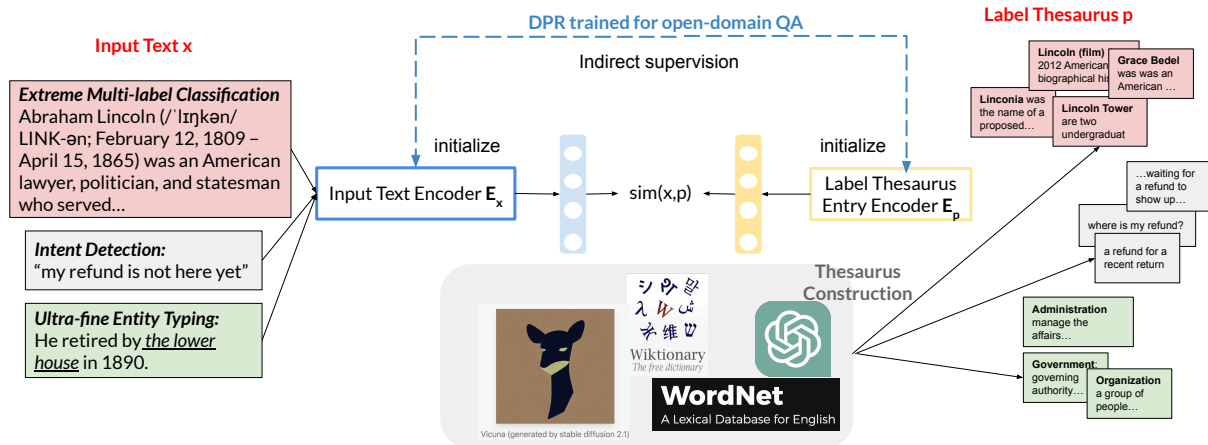 DPR trained for open-domain QA
Indirect supervision
Input Text x
Extreme Multi-label Classification
Abraham Lincoln (/ˈlɪŋkən/
LINK-ən; February 12, 1809 –
April 15, 1865) was an American
lawyer, politician, and statesman
who served…
Intent Detection:
“my refund is not here yet”
Ultra-fine Entity Typing:
He retired by the lower
house in 1890.
initialize
Input Text Encoder Ex
sim(x,p)
initialize
Label Thesaurus
Entry Encoder Ep
Thesaurus
Construction
Vicuna (generated by stable diffusion 2.1)
Wiktionary
The free dictionary
WordNet
A Lexical Database for English
Label Thesaurus p
Lincoln (film)
2012 American
biographical his
Grace Bedel
was was an
American …
Linconia was
the name of a
proposed…
Lincoln Tower
are two
undergraduat
…waiting for
a refund to
show up…
where is my refund?
a refund for a
recent return
Administration
manage the
affairs…
Government:
governing
authority…
Organization
a group of
people…